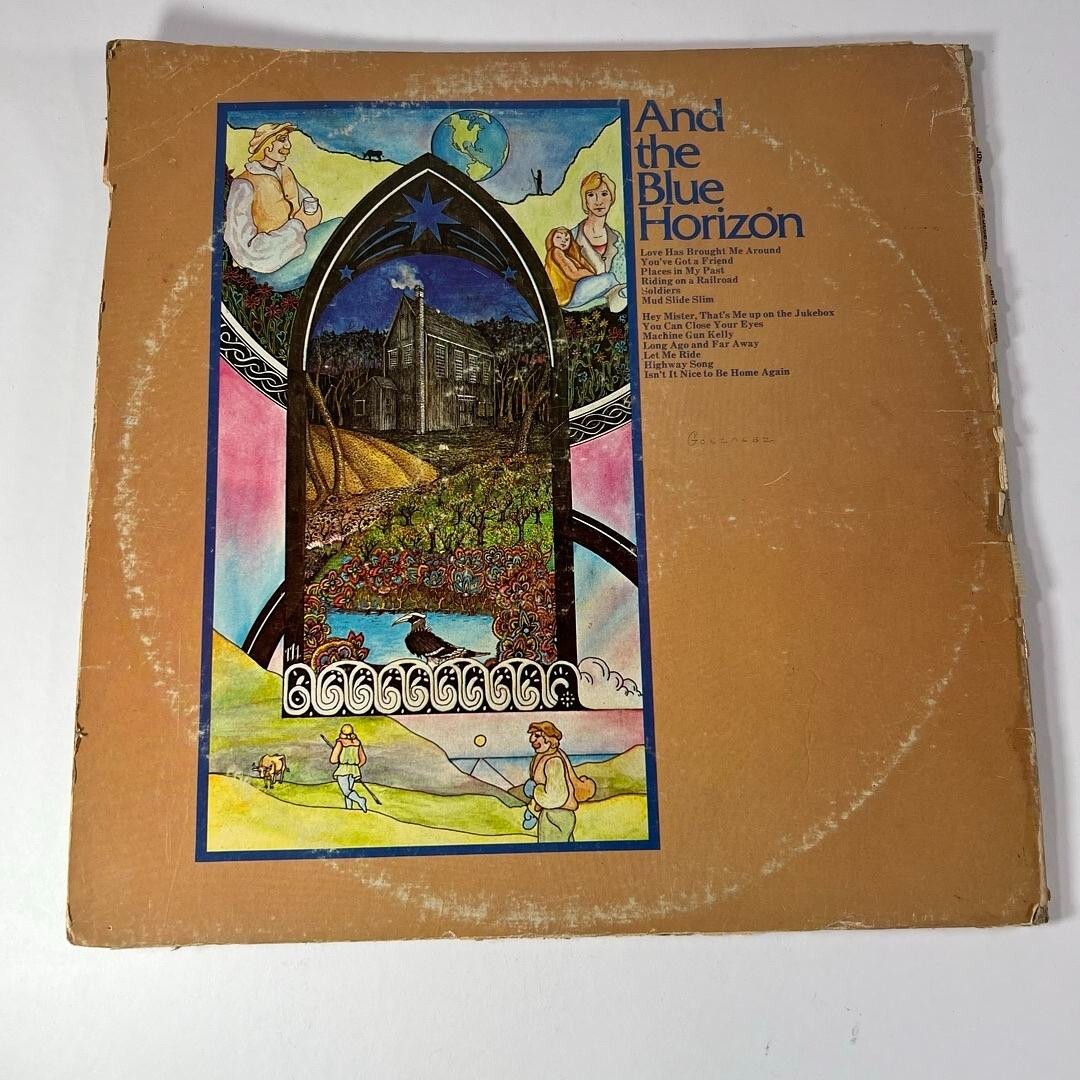 And
the
Blue
Horizon
Love Has Brought Me Around
You've Got a Friend
Places in My Past
Riding on a Railroad
Soldiers
Mud Slide Slim
Hey Mister, That's Me up on the Jukebox
You Can Close Your Eyes
Machine Gun Kelly
Long Ago and Far Away
Let Me Ride
Highway Song
Isn't It Nice to Be Home Again